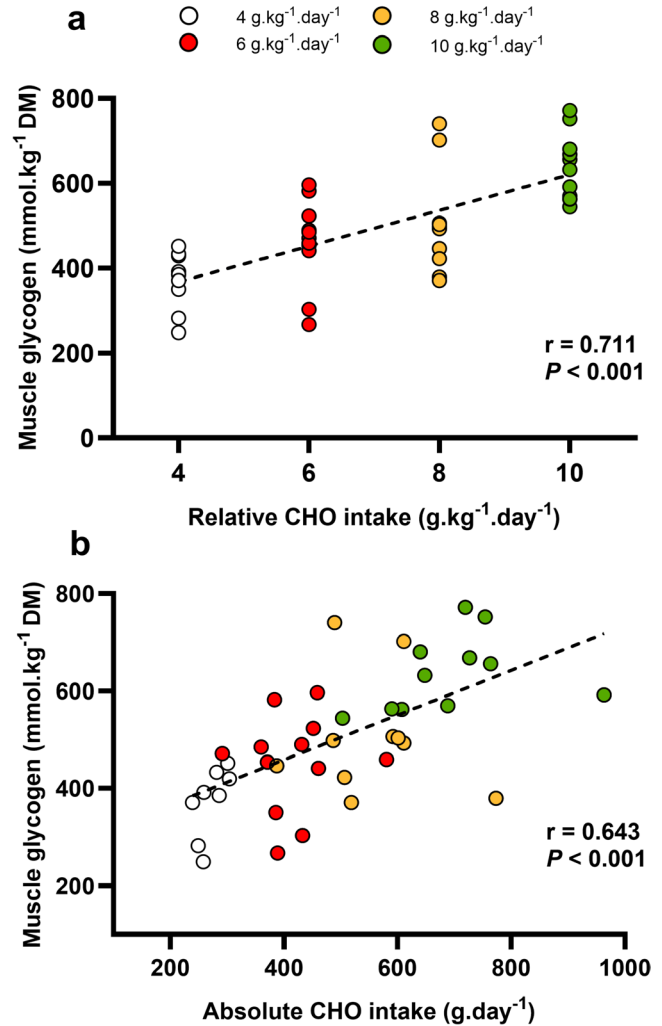 a
4 g.kg⁻¹.day⁻¹
8 g.kg⁻¹.day⁻¹
6 g.kg⁻¹.day⁻¹
10 g.kg⁻¹.day⁻¹
Muscle glycogen (mmol.kg⁻¹ DM)
800
600
400
200
0
r = 0.711
P < 0.001
4 6 8 10
Relative CHO intake (g.kg⁻¹.day⁻¹)
b
Muscle glycogen (mmol.kg⁻¹ DM)
800
600
400
200
r = 0.643
P < 0.001
200 400 600 800 1000
Absolute CHO intake (g.day⁻¹)